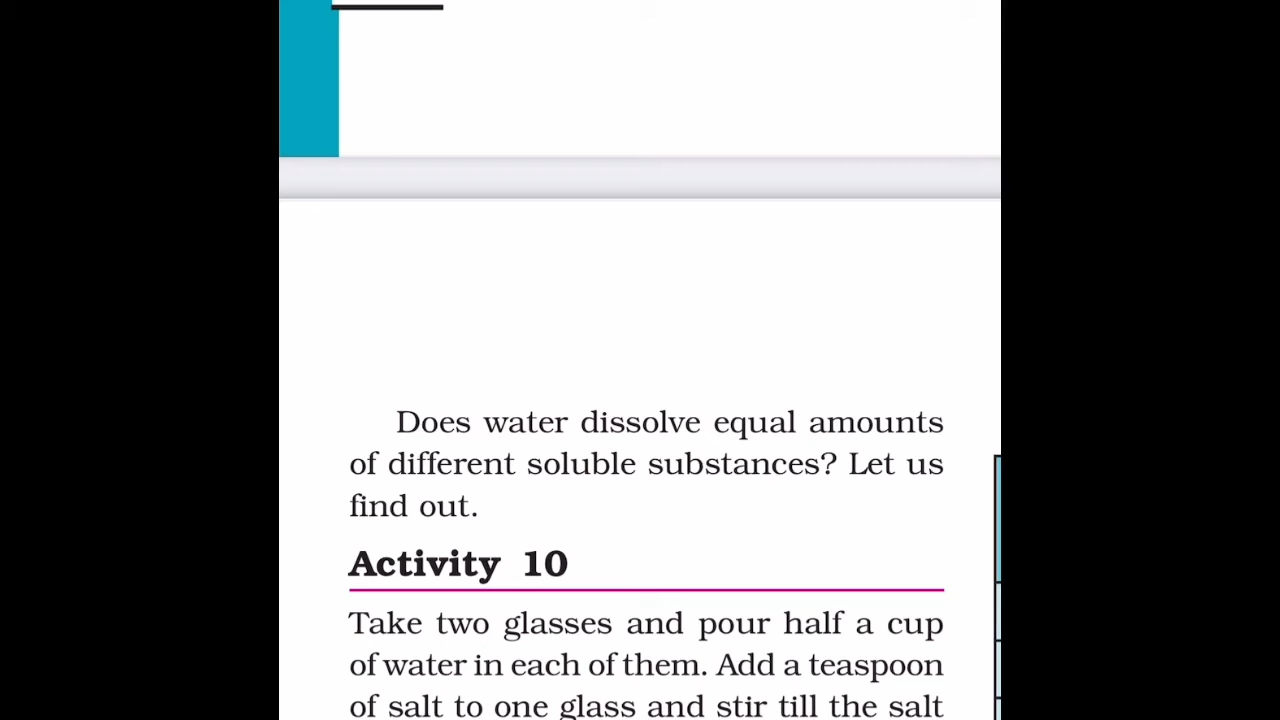 Does water dissolve equal amounts
of different soluble substances? Let us
find out.
Activity 10
Take two glasses and pour half a cup
of water in each of them. Add a teaspoon
of salt to one glass and stir till the salt